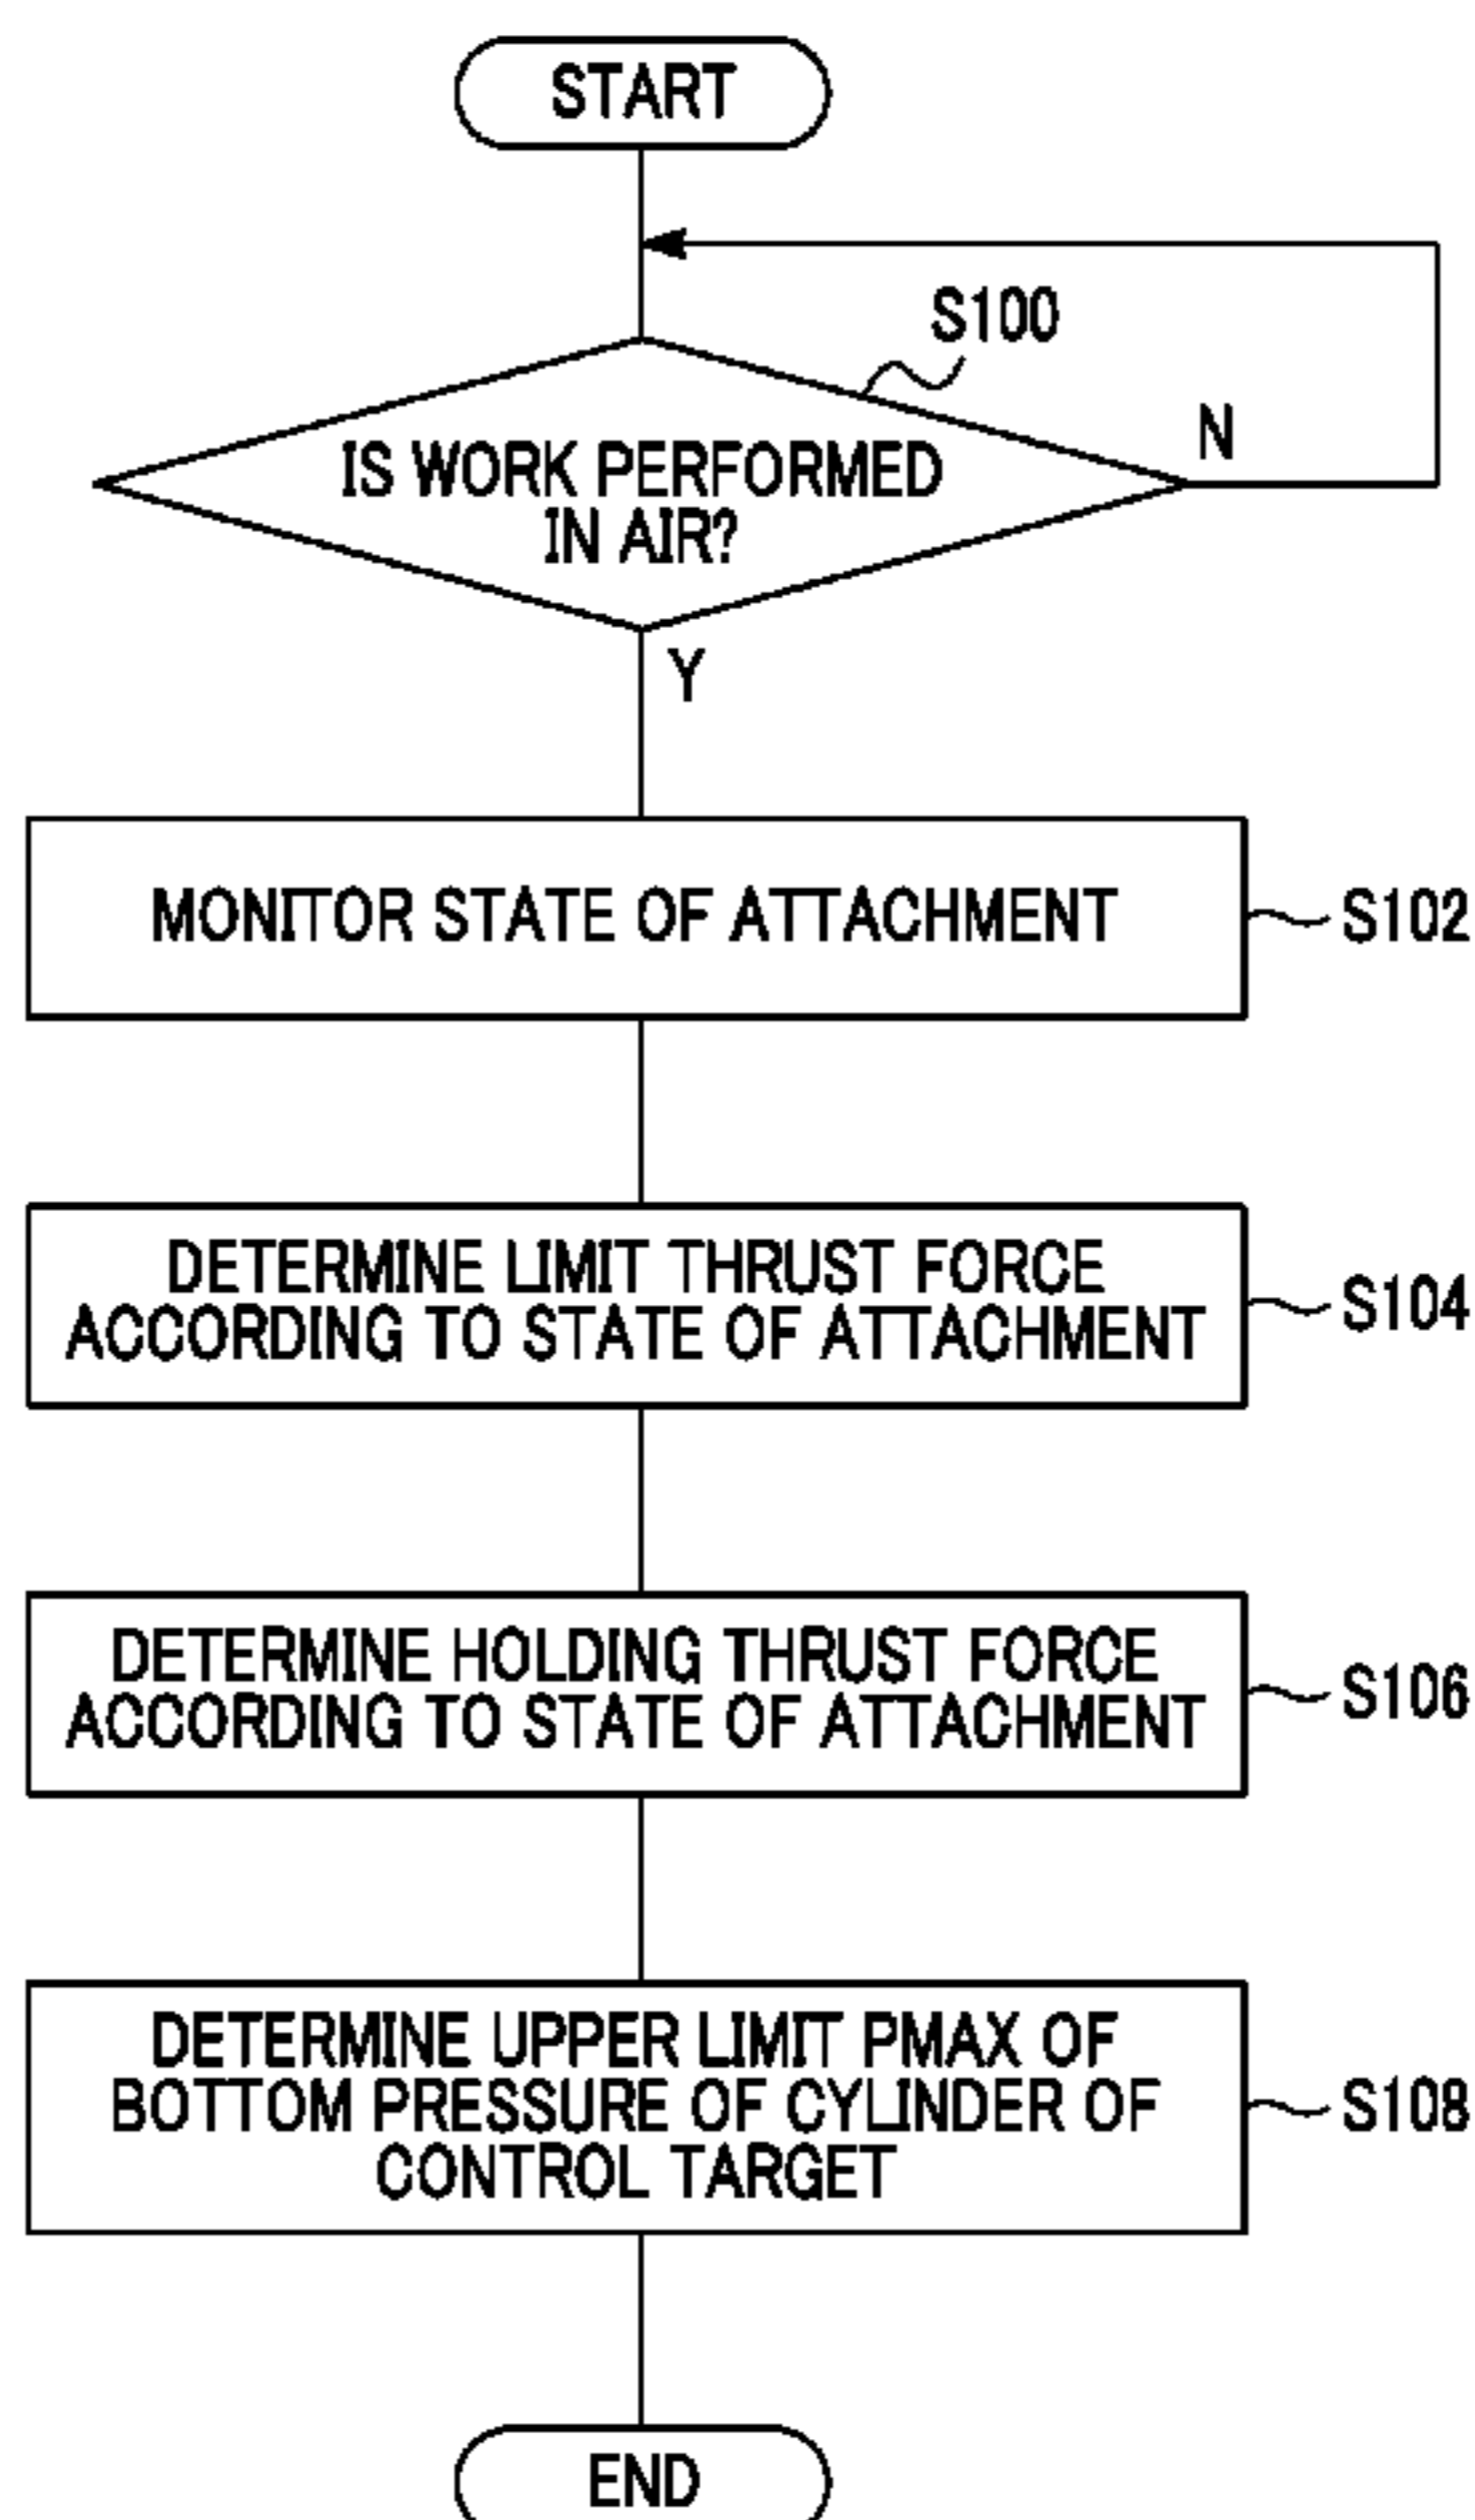 START
S100
N
IS WORK PERFORMED
IN AIR?
Y
MONITOR STATE OF ATTACHMENT
S102
DETERMINE LIMIT THRUST FORCE
ACCORDING TO STATE OF ATTACHMENT
S104
DETERMINE HOLDING THRUST FORCE
ACCORDING TO STATE OF ATTACHMENT
S106
DETERMINE UPPER LIMIT PMAX OF
BOTTOM PRESSURE OF CYLINDER OF
CONTROL TARGET
S108
END